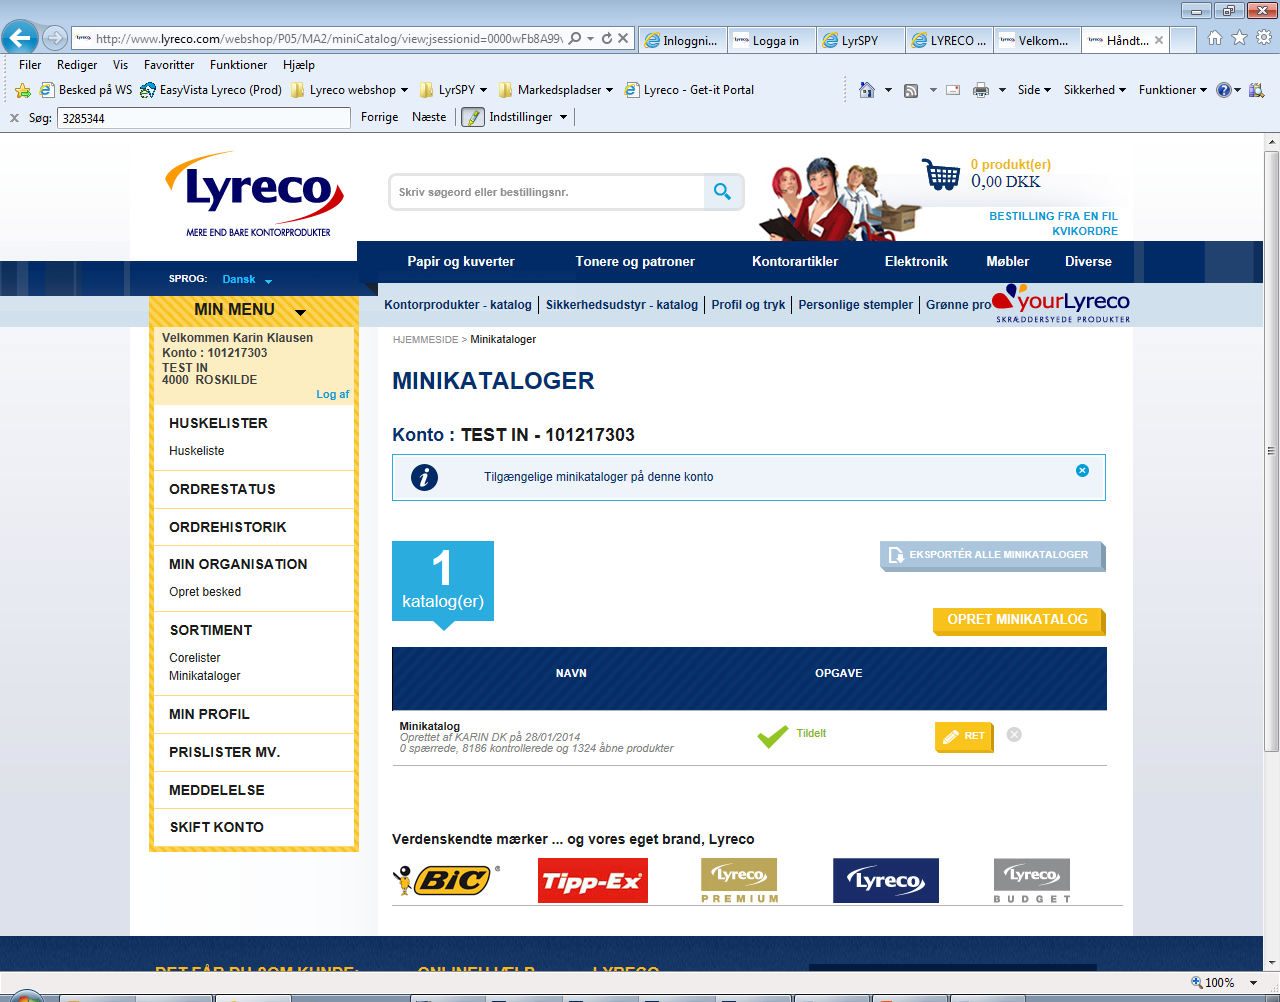 http://www.lyreco.com/webshop/P05/MA2/miniCatalog/view;jsessionid=0000wFb8A99v
Inloggni...
Logga in
LyrSPY
LYRECO ...
Velkom...
Håndt...
Filer Rediger Vis Favoritter Funktioner Hjælp
Besked på WS EasyVista Lyreco (Prod) Lyreco webshop LyrSPY Markedspladser Lyreco - Get-it Portal
Side Sikkerhed Funktioner
Søg: 3285344 Forrige Næste Indstillinger
Lyreco
MERE END BARE KONTORPRODUKTER
Skriv søgeord eller bestillingsnr.
0 produkt(er)
0,00 DKK
BESTILLING FRA EN FIL
KVIKORDRE
Papir og kuverter Tonere og patroner Kontorartikler Elektronik Møbler Diverse
SPROG: Dansk
Kontorprodukter - katalog Sikkerhedsudstyr - katalog Profil og tryk Personlige stempler Grønne pro
yourLyreco
SKRÆDDERSYEDE PRODUKTER
MIN MENU
Velkommen Karin Klausen
Konto : 101217303
TEST IN
4000 ROSKILDE
Log af
HUSKELISTER
Huskeliste
ORDRESTATUS
ORDREHISTORIK
MIN ORGANISATION
Opret besked
SORTIMENT
Corelister
Minikataloger
MIN PROFIL
PRISLISTER MV.
MEDDELELSE
SKIFT KONTO
HJEMMESIDE > Minikataloger
MINIKATALOGER
Konto : TEST IN - 101217303
Tilgængelige minikataloger på denne konto
1
katalog(er)
EKSPORTÉR ALLE MINIKATALOGER
OPRET MINIKATALOG
NAVN OPGAVE
Minikatalog
Oprettet af KARIN DK på 28/01/2014
0 spærrede, 8186 kontrollerede og 1324 åbne produkter
Tildelt
RET
Verdenskendte mærker ... og vores eget brand, Lyreco
BIC
Tipp-Ex
Lyreco
PREMIUM
Lyreco
Lyreco
BUDGET
DET FÅR DU SOM KUNDE:
LYRECO
100%